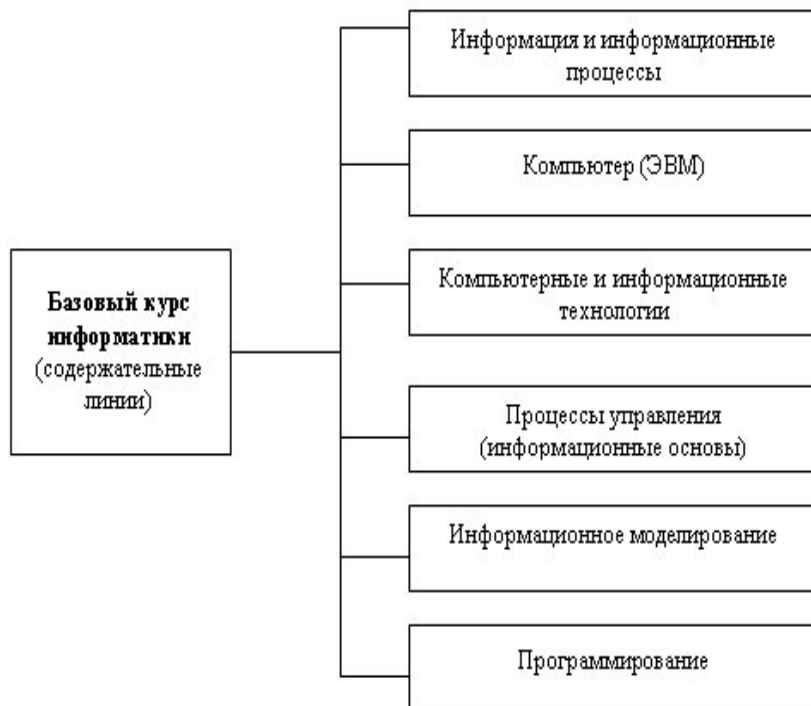 Базовый курс
информатики
(содержательные
линии)
Информация и информационные
процессы
Компьютер (ЭВМ)
Компьютерные и информационные
технологии
Процессы управления
(информационные основы)
Информационное моделирование
Программирование